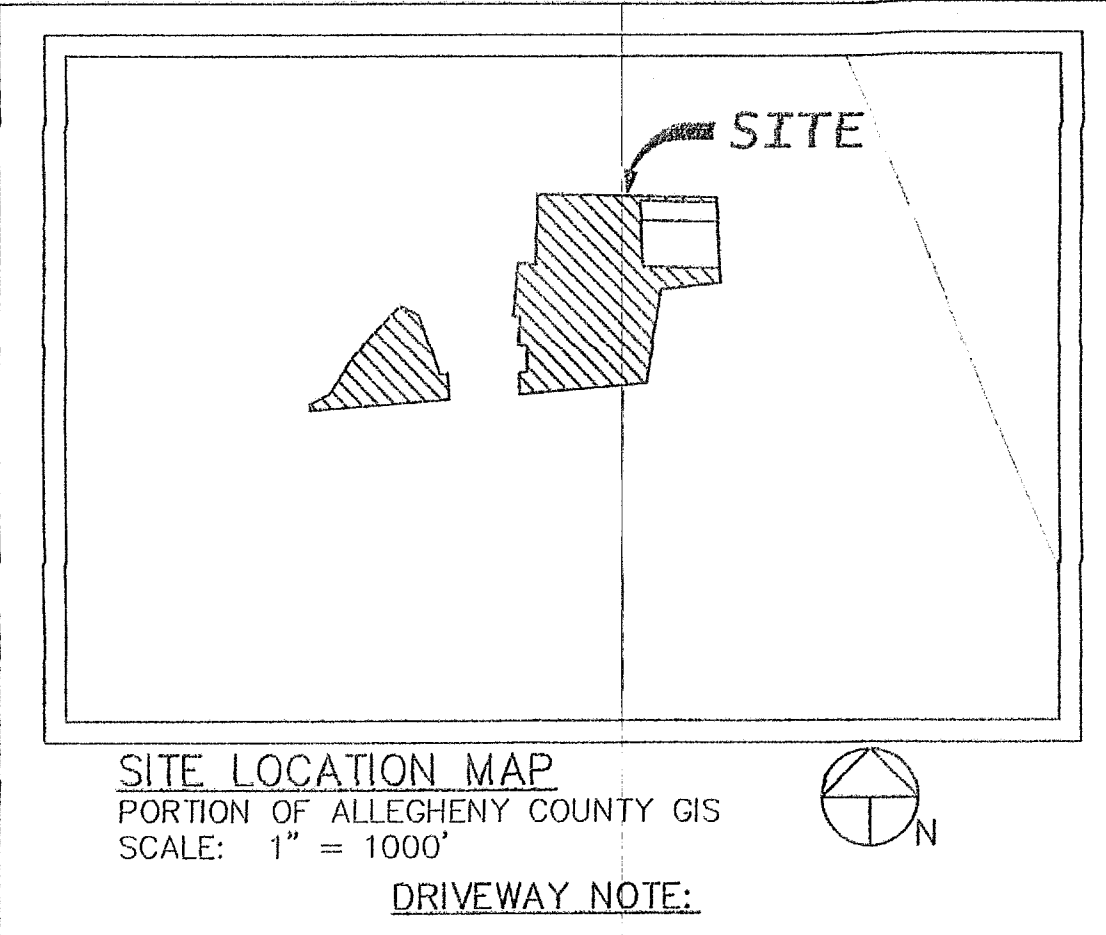 SITE
SITE LOCATION MAP
PORTION OF ALLEGHENY COUNTY GIS
SCALE: 1" = 1000'
N
DRIVEWAY NOTE: